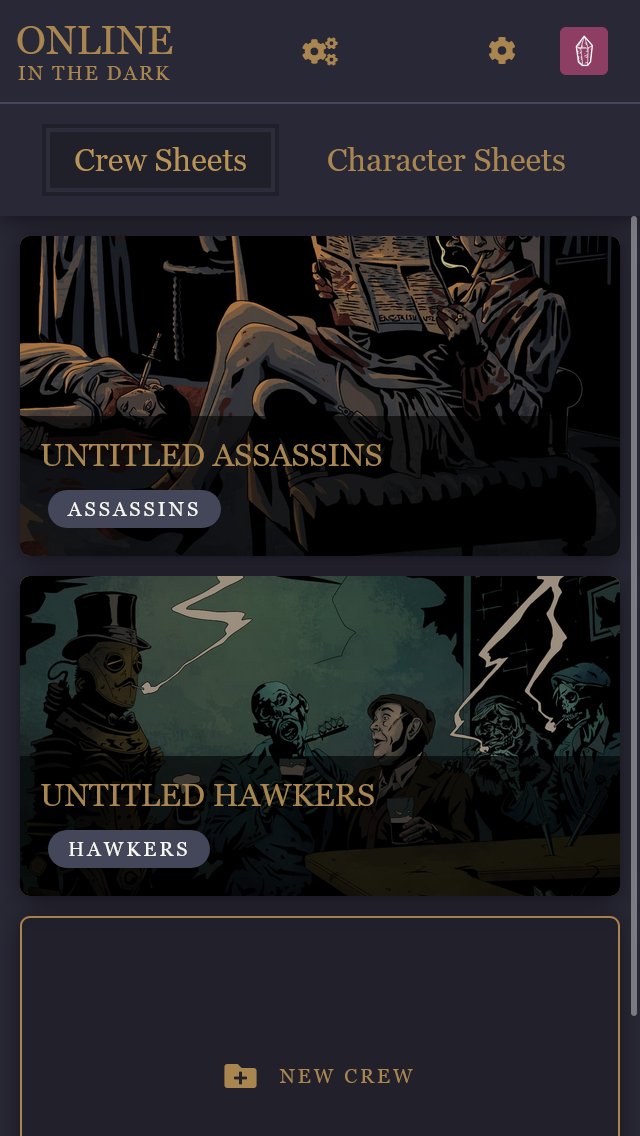 ONLINE
IN THE DARK
Crew Sheets
Character Sheets
UNTITLED ASSASSINS
ASSASSINS
UNTITLED HAWKERS
HAWKERS
NEW CREW